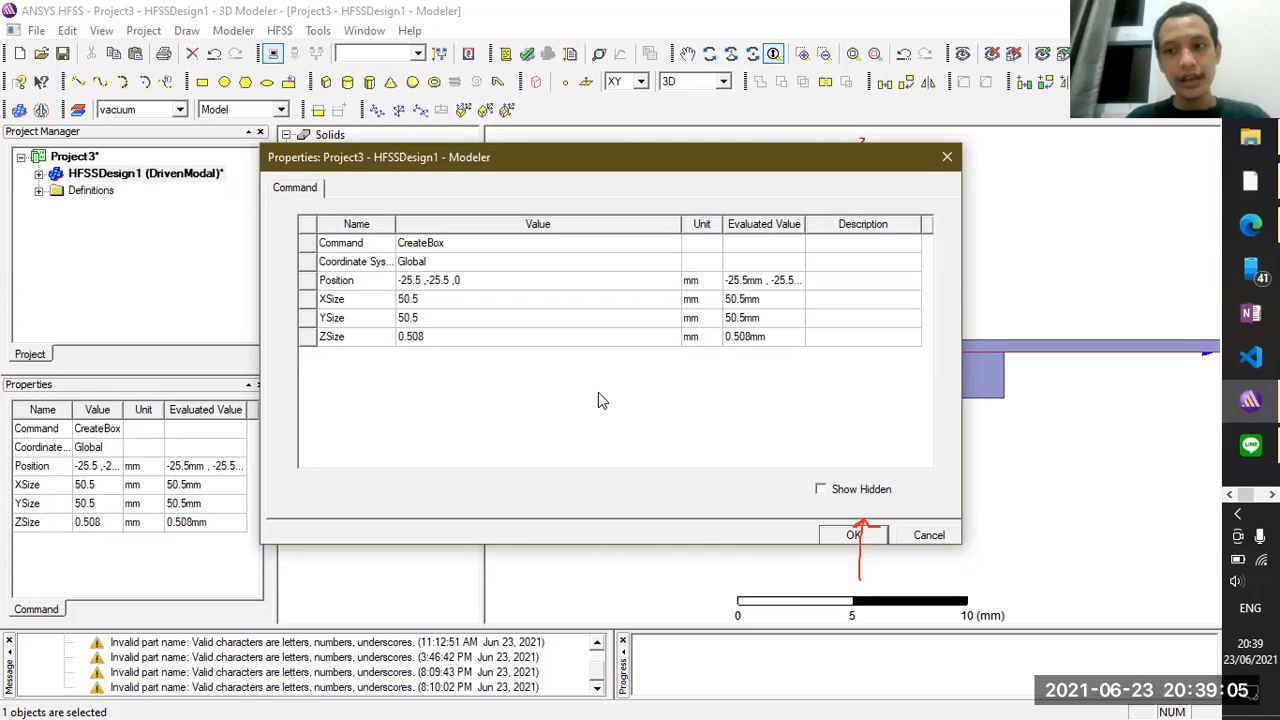 ANSYS HFSS - Project3 - HFSSDesign1 - 3D Modeler - [Project3 - HFSSDesign1 - Modeler]
File Edit View Project Draw Modeler HFSS Tools Window Help
XY 3D
vacuum Model
Project Manager
Solids
Project3*
HFSSDesign1 (DrivenModal)*
Definitions
Project
Properties: Project3 - HFSSDesign1 - Modeler
Command
Name Value Unit Evaluated Value Description
Command CreateBox
Coordinate Sys... Global
Position -25.5 ,-25.5 ,0 mm -25.5mm , -25.5...
XSize 50.5 mm 50.5mm
YSize 50.5 mm 50.5mm
ZSize 0.508 mm 0.508mm
Show Hidden
OK Cancel
Properties
Name Value Unit Evaluated Value
Command CreateBox
Coordinate... Global
Position -25.5 ,-2... mm -25.5mm , -25.5...
XSize 50.5 mm 50.5mm
YSize 50.5 mm 50.5mm
ZSize 0.508 mm 0.508mm
Command
Z
0 5 10 (mm)
Message
Invalid part name: Valid characters are letters, numbers, underscores. (11:12:51 AM Jun 23, 2021)
Invalid part name: Valid characters are letters, numbers, underscores. (3:46:42 PM Jun 23, 2021)
Invalid part name: Valid characters are letters, numbers, underscores. (8:09:43 PM Jun 23, 2021)
Invalid part name: Valid characters are letters, numbers, underscores. (8:10:02 PM Jun 23, 2021)
Progress
1 objects are selected
NUM
41
LINE
ENG
20:39
23/06/2021
2021-06-23 20:39:05